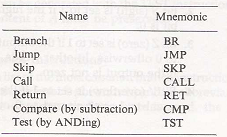 Name Mnemonic
Branch BR
Jump JMP
Skip SKP
Call CALL
Return RET
Compare (by subtraction) CMP
Test (by ANDing) TST